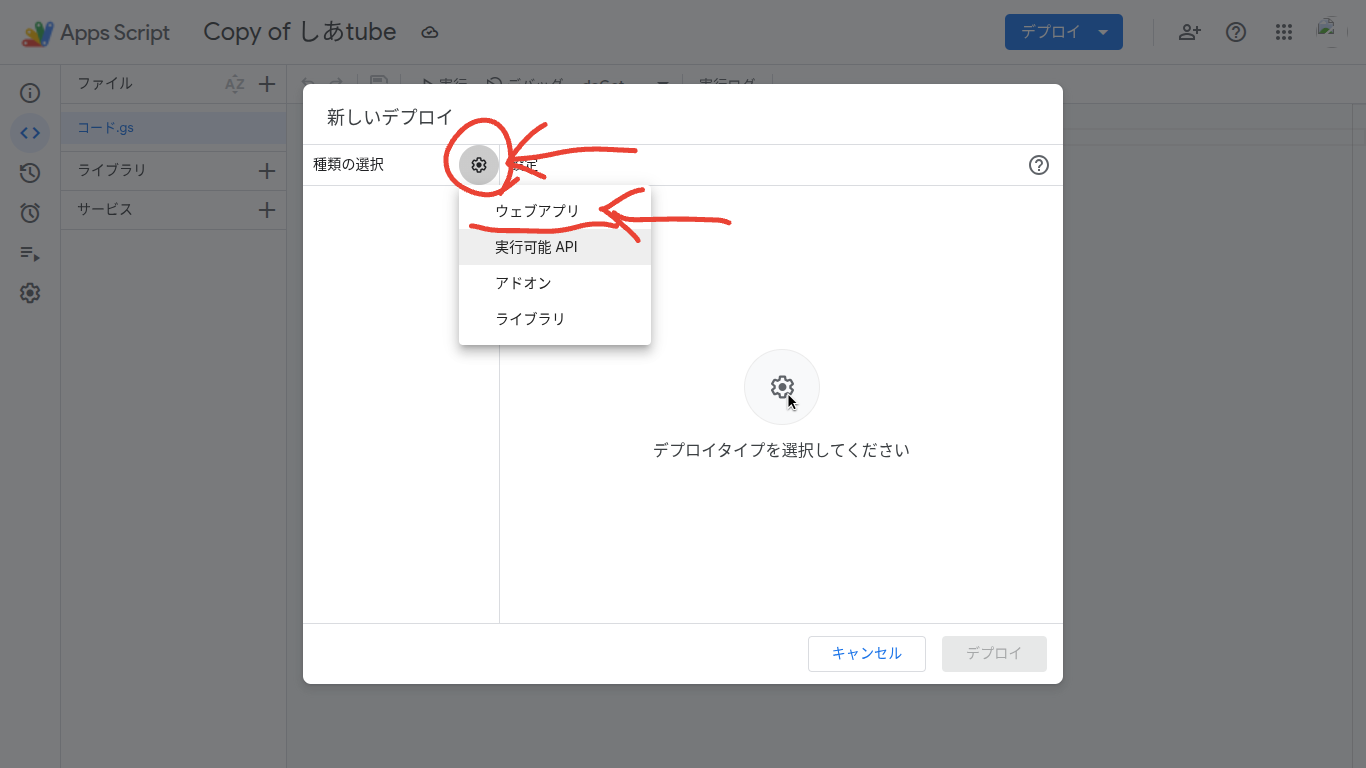 Apps Script
Copy of しあtube
デプロイ
ファイル
AZ
実行
デバッグ
doGet
実行ログ
コード.gs
ライブラリ
サービス
新しいデプロイ
種類の選択
設定
ウェブアプリ
実行可能 API
アドオン
ライブラリ
デプロイタイプを選択してください
キャンセル
デプロイ